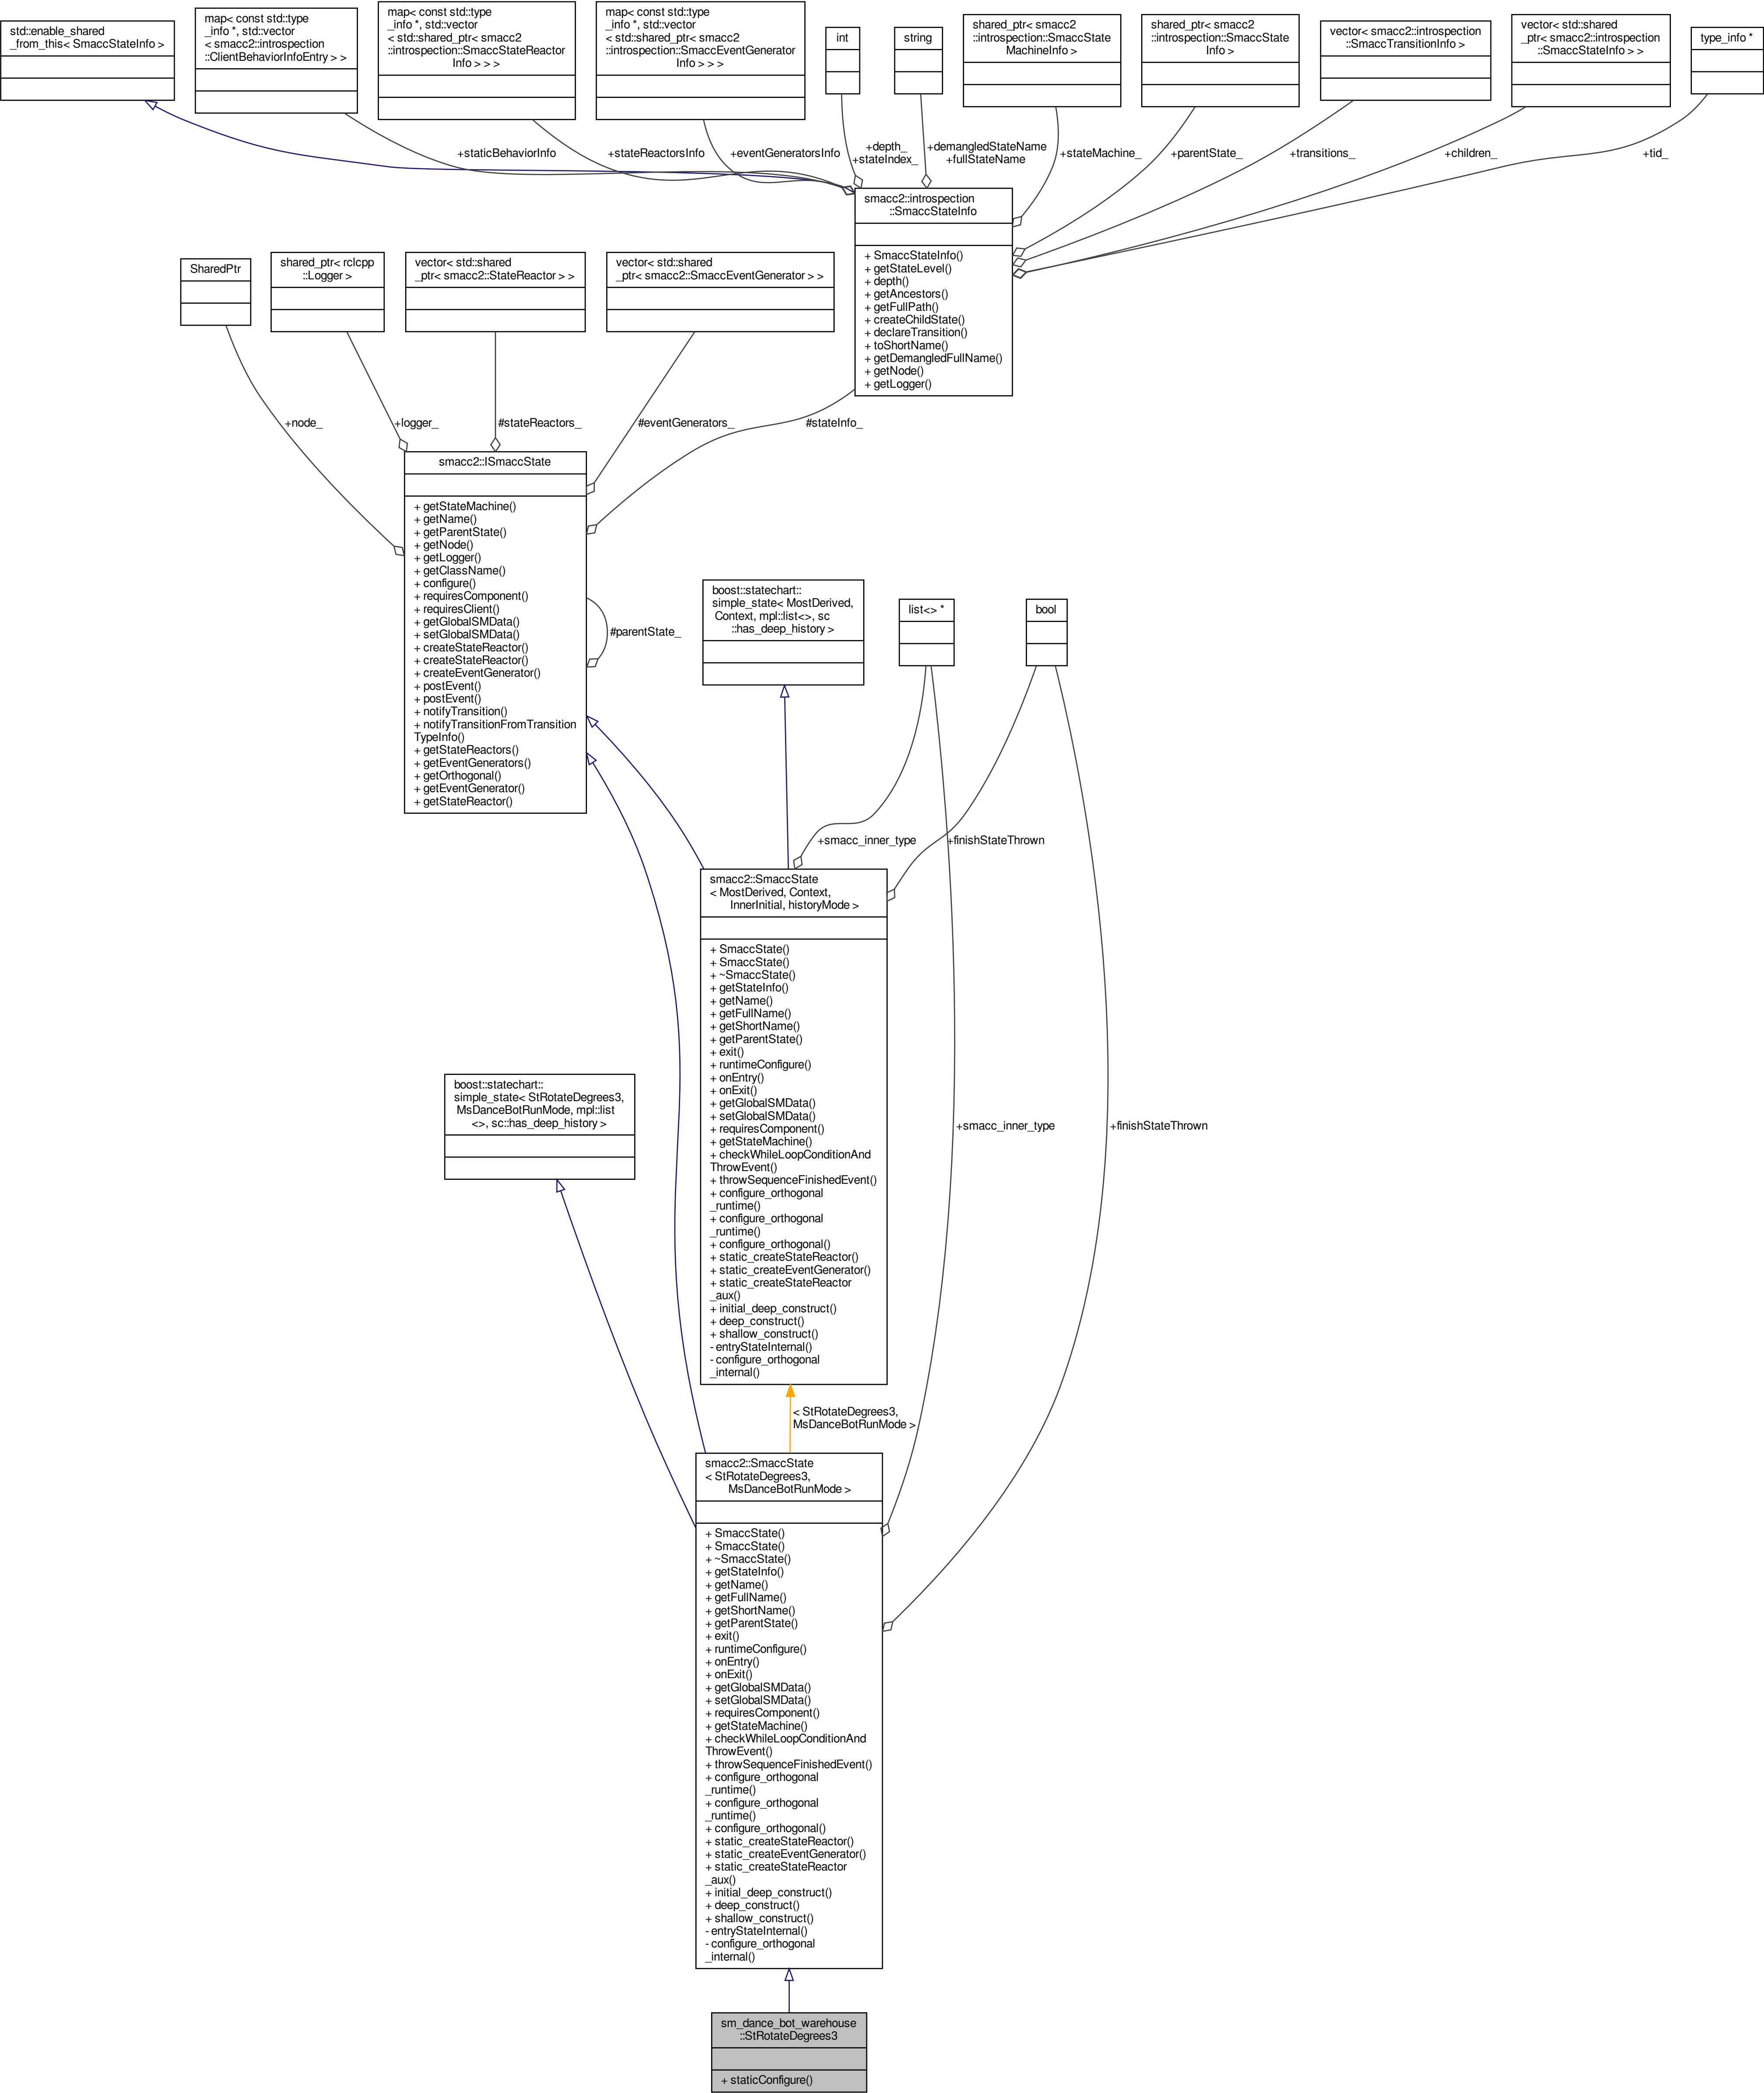 std::enable_shared
_from_this< SmaccStateInfo >
map< const std::type
_info *, std::vector
< smacc2::introspection
::ClientBehaviorInfoEntry > >
map< const std::type
_info *, std::vector
< std::shared_ptr< smacc2
::introspection::SmaccStateReactor
Info > > >
map< const std::type
_info *, std::vector
< std::shared_ptr< smacc2
::introspection::SmaccEventGenerator
Info > > >
int
string
shared_ptr< smacc2
::introspection::SmaccState
MachineInfo >
shared_ptr< smacc2
::introspection::SmaccState
Info >
vector< smacc2::introspection
::SmaccTransitionInfo >
vector< std::shared
_ptr< smacc2::introspection
::SmaccStateInfo > >
type_info *
+staticBehaviorInfo
+stateReactorsInfo
+eventGeneratorsInfo
+depth_
+stateIndex_
+demangledStateName
+fullStateName
+stateMachine_
+parentState_
+transitions_
+children_
+tid_
smacc2::introspection
::SmaccStateInfo
+ SmaccStateInfo()
+ getStateLevel()
+ depth()
+ getAncestors()
+ getFullPath()
+ createChildState()
+ declareTransition()
+ toShortName()
+ getDemangledFullName()
+ getNode()
+ getLogger()
SharedPtr
shared_ptr< rclcpp
::Logger >
vector< std::shared
_ptr< smacc2::StateReactor > >
vector< std::shared
_ptr< smacc2::SmaccEventGenerator > >
+node_
+logger_
#stateReactors_
#eventGenerators_
#stateInfo_
smacc2::ISmaccState
+ getStateMachine()
+ getName()
+ getParentState()
+ getNode()
+ getLogger()
+ getClassName()
+ configure()
+ requiresComponent()
+ requiresClient()
+ getGlobalSMData()
+ setGlobalSMData()
+ createStateReactor()
+ createStateReactor()
+ createEventGenerator()
+ postEvent()
+ postEvent()
+ notifyTransition()
+ notifyTransitionFromTransition
TypeInfo()
+ getStateReactors()
+ getEventGenerators()
+ getOrthogonal()
+ getEventGenerator()
+ getStateReactor()
#parentState_
boost::statechart::
simple_state< MostDerived,
Context, mpl::list<>, sc
::has_deep_history >
list<> *
bool
+smacc_inner_type
+finishStateThrown
smacc2::SmaccState
< MostDerived, Context,
InnerInitial, historyMode >
+ SmaccState()
+ SmaccState()
+ ~SmaccState()
+ getStateInfo()
+ getName()
+ getFullName()
+ getShortName()
+ getParentState()
+ exit()
+ runtimeConfigure()
+ onEntry()
+ onExit()
+ getGlobalSMData()
+ setGlobalSMData()
+ requiresComponent()
+ getStateMachine()
+ checkWhileLoopConditionAnd
ThrowEvent()
+ throwSequenceFinishedEvent()
+ configure_orthogonal
_runtime()
+ configure_orthogonal
_runtime()
+ configure_orthogonal()
+ static_createStateReactor()
+ static_createEventGenerator()
+ static_createStateReactor
_aux()
+ initial_deep_construct()
+ deep_construct()
+ shallow_construct()
- entryStateInternal()
- configure_orthogonal
_internal()
boost::statechart::
simple_state< StRotateDegrees3,
MsDanceBotRunMode, mpl::list
<>, sc::has_deep_history >
+smacc_inner_type
+finishStateThrown
< StRotateDegrees3,
MsDanceBotRunMode >
smacc2::SmaccState
< StRotateDegrees3,
MsDanceBotRunMode >
+ SmaccState()
+ SmaccState()
+ ~SmaccState()
+ getStateInfo()
+ getName()
+ getFullName()
+ getShortName()
+ getParentState()
+ exit()
+ runtimeConfigure()
+ onEntry()
+ onExit()
+ getGlobalSMData()
+ setGlobalSMData()
+ requiresComponent()
+ getStateMachine()
+ checkWhileLoopConditionAnd
ThrowEvent()
+ throwSequenceFinishedEvent()
+ configure_orthogonal
_runtime()
+ configure_orthogonal
_runtime()
+ configure_orthogonal()
+ static_createStateReactor()
+ static_createEventGenerator()
+ static_createStateReactor
_aux()
+ initial_deep_construct()
+ deep_construct()
+ shallow_construct()
- entryStateInternal()
- configure_orthogonal
_internal()
sm_dance_bot_warehouse
::StRotateDegrees3
+ staticConfigure()